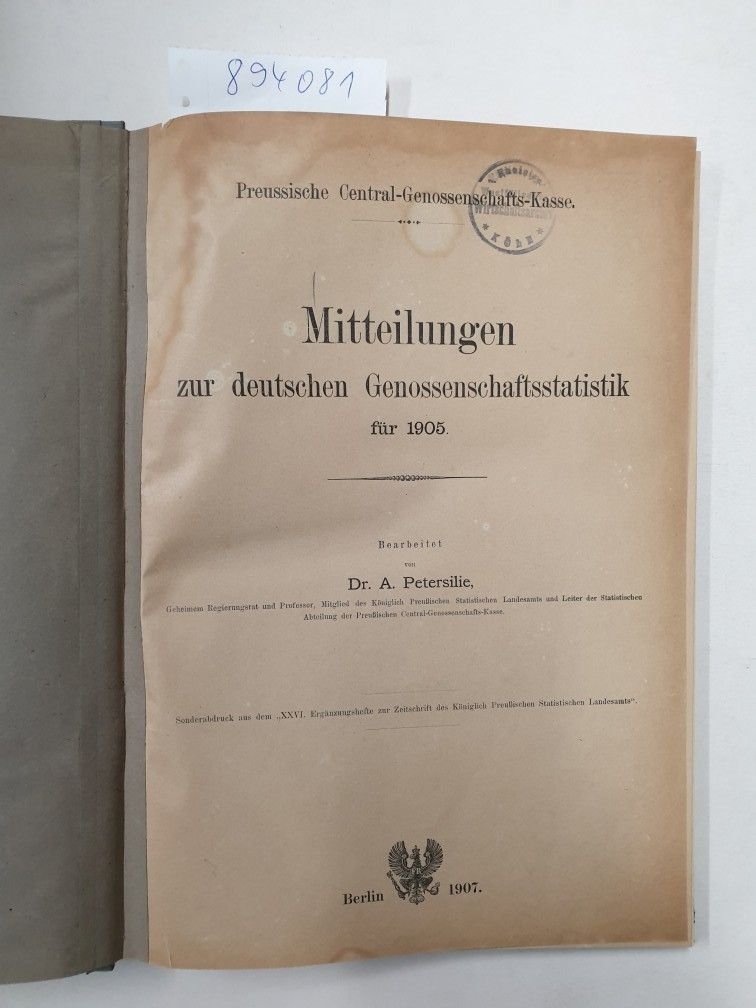 894081
Preussische Central-Genossenschafts-Kasse.
Mitteilungen
zur deutschen Genossenschaftsstatistik
für 1905.
Bearbeitet
von
Dr. A. Petersilie,
Geheimem Regierungsrat und Professor, Mitglied des Königlich Preußischen Statistischen Landesamts und Leiter der Statistischen
Abteilung der Preußischen Central-Genossenschafts-Kasse.
Sonderabdruck aus dem „XXVI. Ergänzungshefte zur Zeitschrift des Königlich Preußischen Statistischen Landesamts“.
Berlin 1907.
* KÖLN *